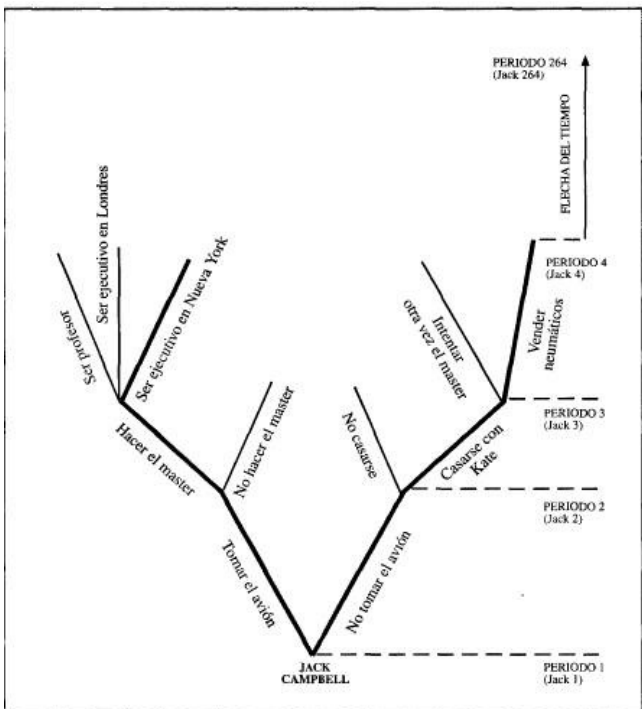 PERIODO 264
(Jack 264)
FLECHA DEL TIEMPO
Ser ejecutivo en Londres
Ser profesor
Ser ejecutivo en Nueva York
Intentar
otra vez el master
Vender
neumáticos
PERIODO 4
(Jack 4)
Hacer el master
No hacer el master
No casarse
Casarse con
Kate
PERIODO 3
(Jack 3)
PERIODO 2
(Jack 2)
Tomar el avión
No tomar el avión
JACK
CAMPBELL
PERIODO 1
(Jack 1)